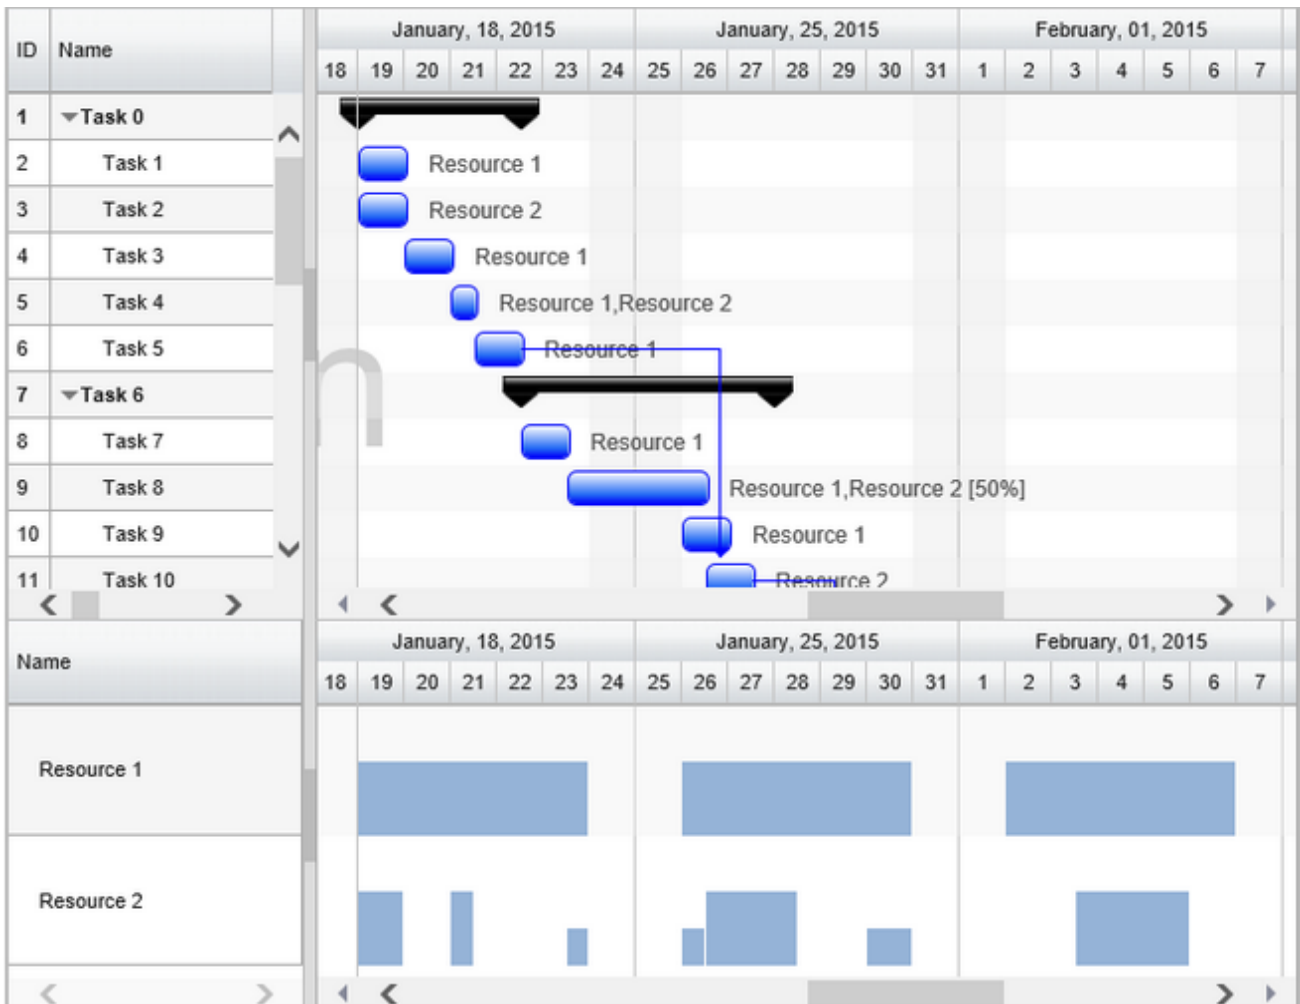 ID Name
January, 18, 2015 January, 25, 2015 February, 01, 2015
18 19 20 21 22 23 24 25 26 27 28 29 30 31 1 2 3 4 5 6 7
1 Task 0
2 Task 1 Resource 1
3 Task 2 Resource 2
4 Task 3 Resource 1
5 Task 4 Resource 1,Resource 2
6 Task 5 Resource 1
7 Task 6
8 Task 7 Resource 1
9 Task 8 Resource 1,Resource 2 [50%]
10 Task 9 Resource 1
11 Task 10 Resource 2
Name
January, 18, 2015 January, 25, 2015 February, 01, 2015
18 19 20 21 22 23 24 25 26 27 28 29 30 31 1 2 3 4 5 6 7
Resource 1
Resource 2